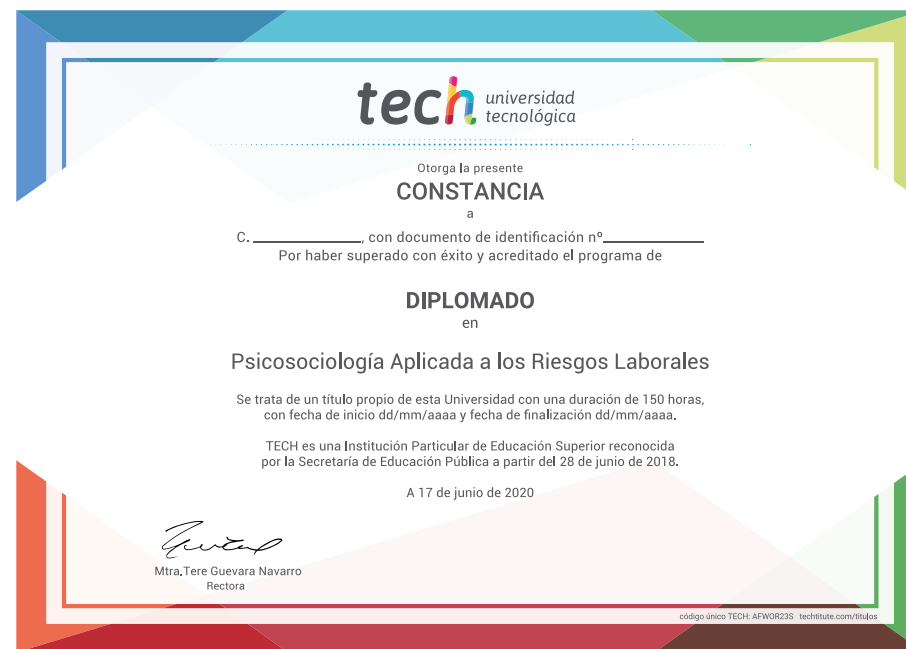 tech universidad
tecnológica
Otorga la presente
CONSTANCIA
a
C. ____________, con documento de identificación nº____________
Por haber superado con éxito y acreditado el programa de
DIPLOMADO
en
Psicosociología Aplicada a los Riesgos Laborales
Se trata de un título propio de esta Universidad con una duración de 150 horas,
con fecha de inicio dd/mm/aaaa y fecha de finalización dd/mm/aaaa.
TECH es una Institución Particular de Educación Superior reconocida
por la Secretaría de Educación Pública a partir del 28 de junio de 2018.
A 17 de junio de 2020
Mtra.Tere Guevara Navarro
Rectora
código único TECH: AFWOR23S techtitute.com/titulos